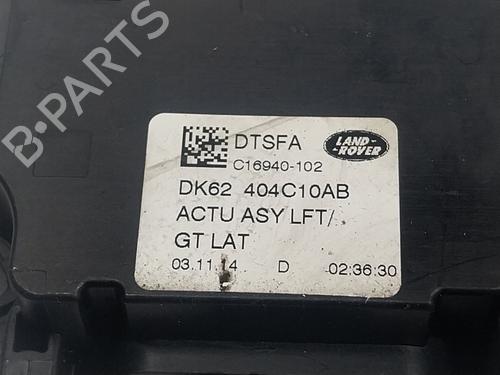 B-PARTS
DTSFA
LAND-
ROVER
C16940-102
DK62 404C10AB
ACTU ASY LFT/
GT LAT
03.11.14 D 02:36:30